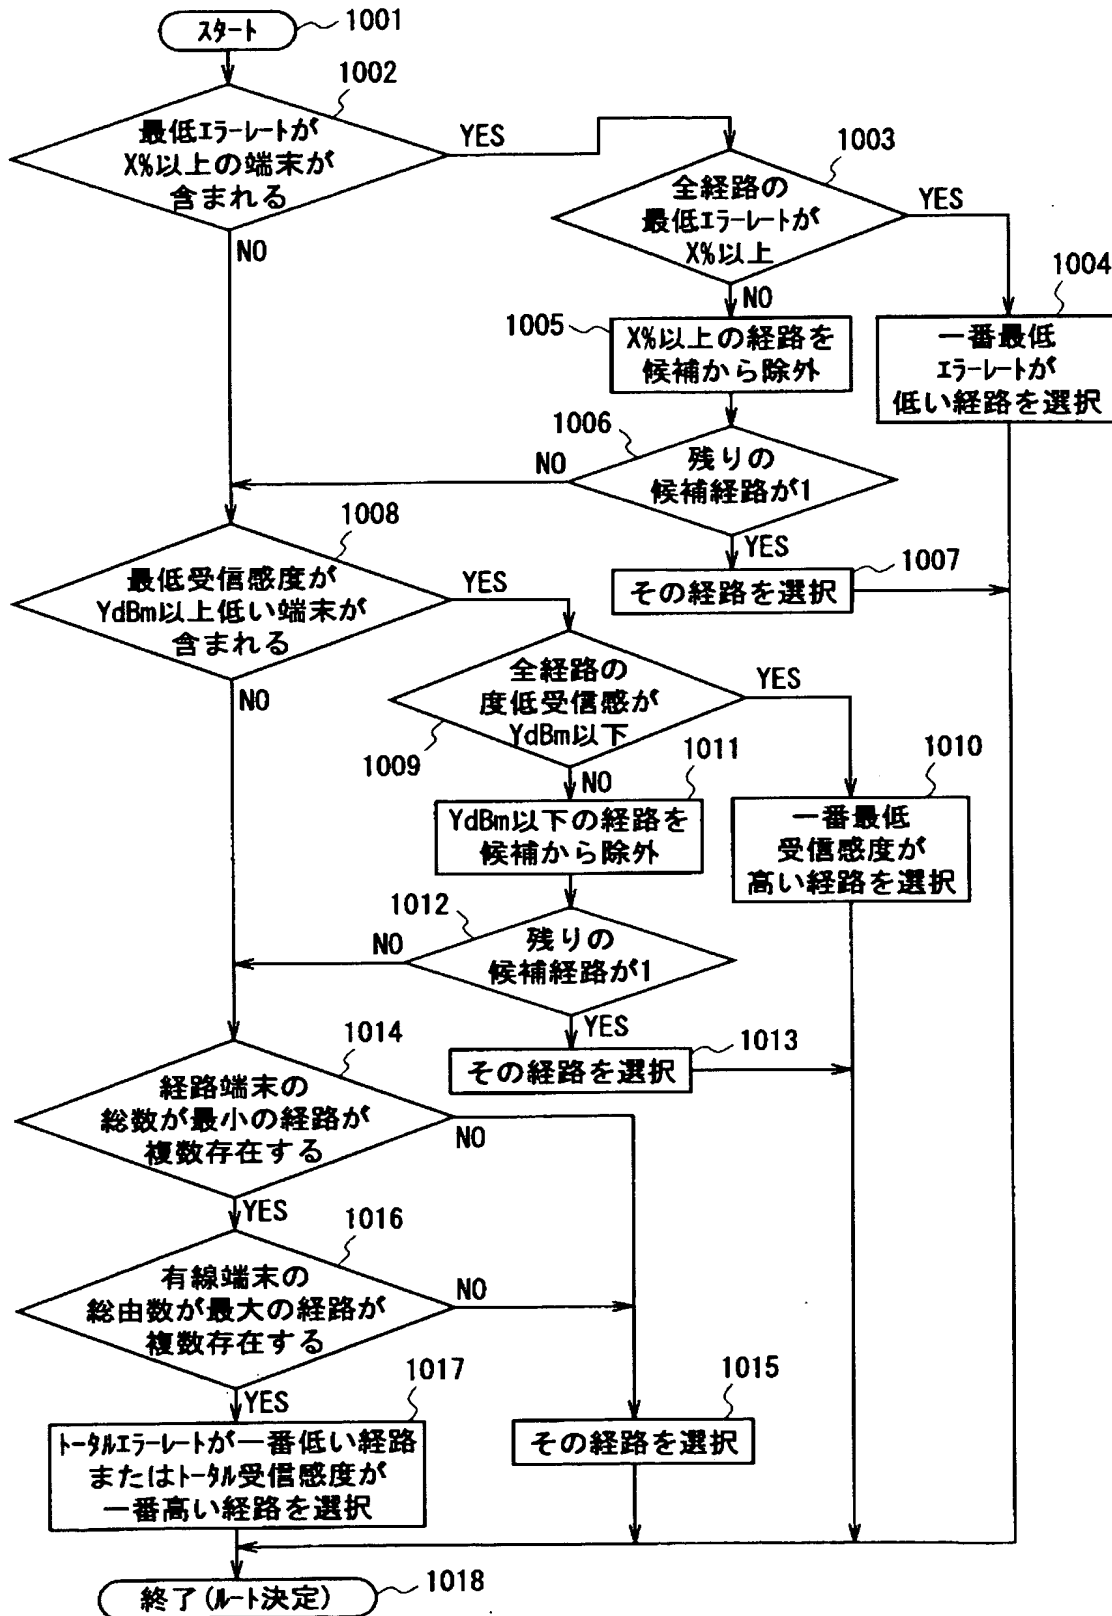 スタート
1001
1002
最低エラーレートが
X%以上の端末が
含まれる
YES
NO
1003
全経路の
最低エラーレートが
X%以上
YES
NO
1004
一番最低
エラーレートが
低い経路を選択
1005
X%以上の経路を
候補から除外
1006
残りの
候補経路が1
NO
YES
1007
その経路を選択
1008
最低受信感度が
YdBm以上低い端末が
含まれる
YES
NO
全経路の
度低受信感が
YdBm以下
1009
YES
NO
1010
一番最低
受信感度が
高い経路を選択
1011
YdBm以下の経路を
候補から除外
1012
残りの
候補経路が1
NO
YES
1013
その経路を選択
1014
経路端末の
総数が最小の経路が
複数存在する
NO
YES
1016
有線端末の
総由数が最大の経路が
複数存在する
NO
YES
1015
その経路を選択
1017
トータルエラーレートが一番低い経路
またはトータル受信感度が
一番高い経路を選択
終了(ルート決定)
1018